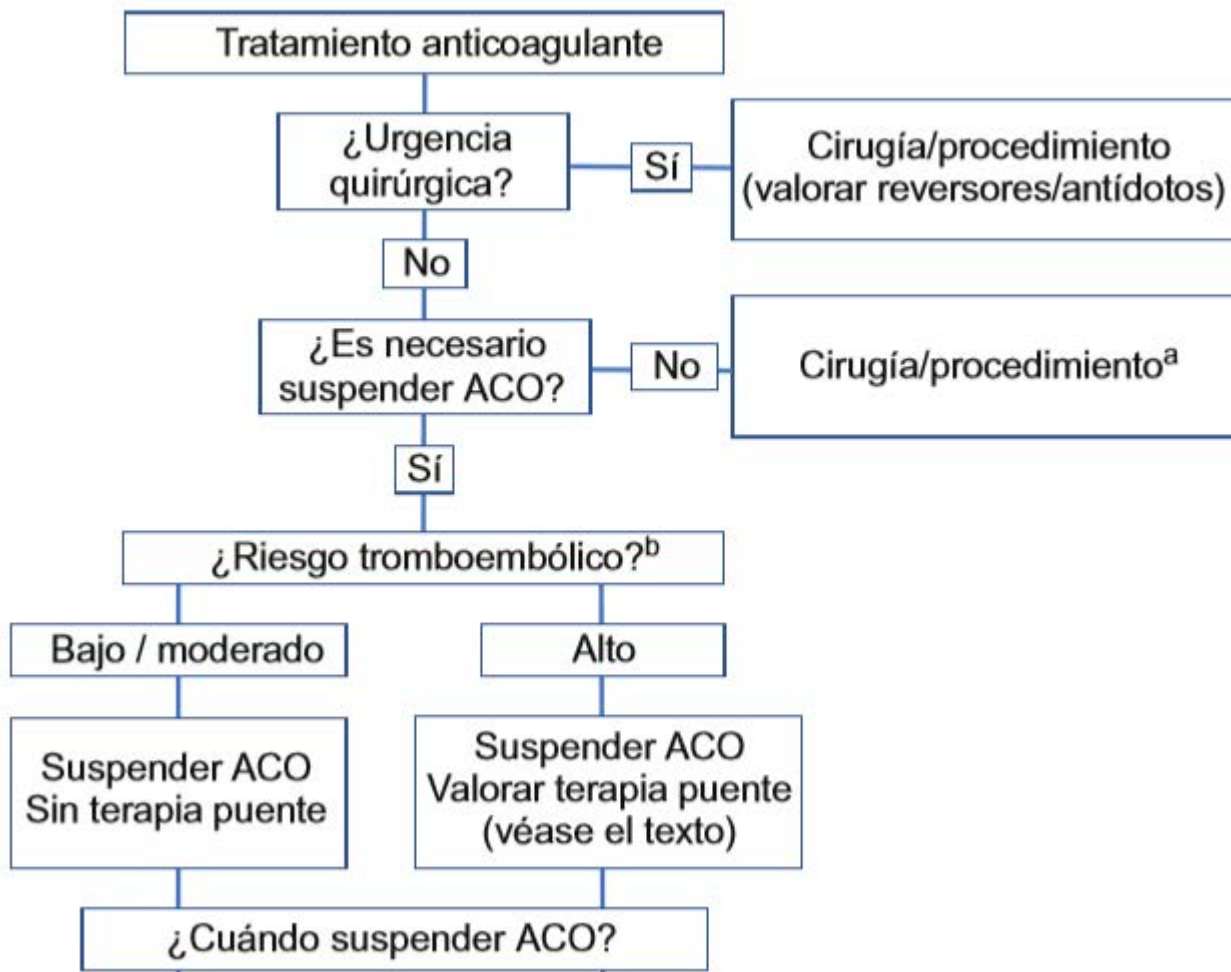 Tratamiento anticoagulante
¿Urgencia
quirúrgica?
Sí
Cirugía/procedimiento
(valorar reversores/antídotos)
No
¿Es necesario
suspender ACO?
No
Cirugía/procedimientoᵃ
Sí
¿Riesgo tromboembólico?ᵇ
Bajo / moderado
Alto
Suspender ACO
Sin terapia puente
Suspender ACO
Valorar terapia puente
(véase el texto)
¿Cuándo suspender ACO?